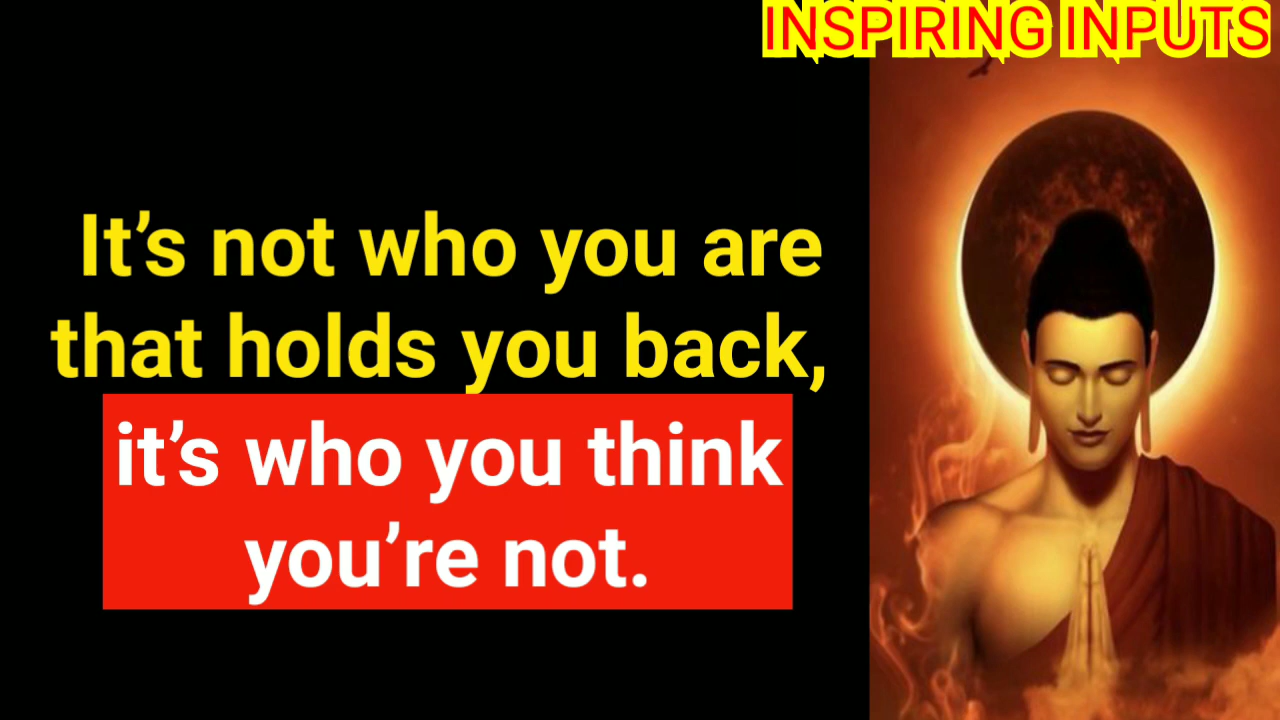 INSPIRING INPUTS
It’s not who you are
that holds you back,
it’s who you think
you’re not.